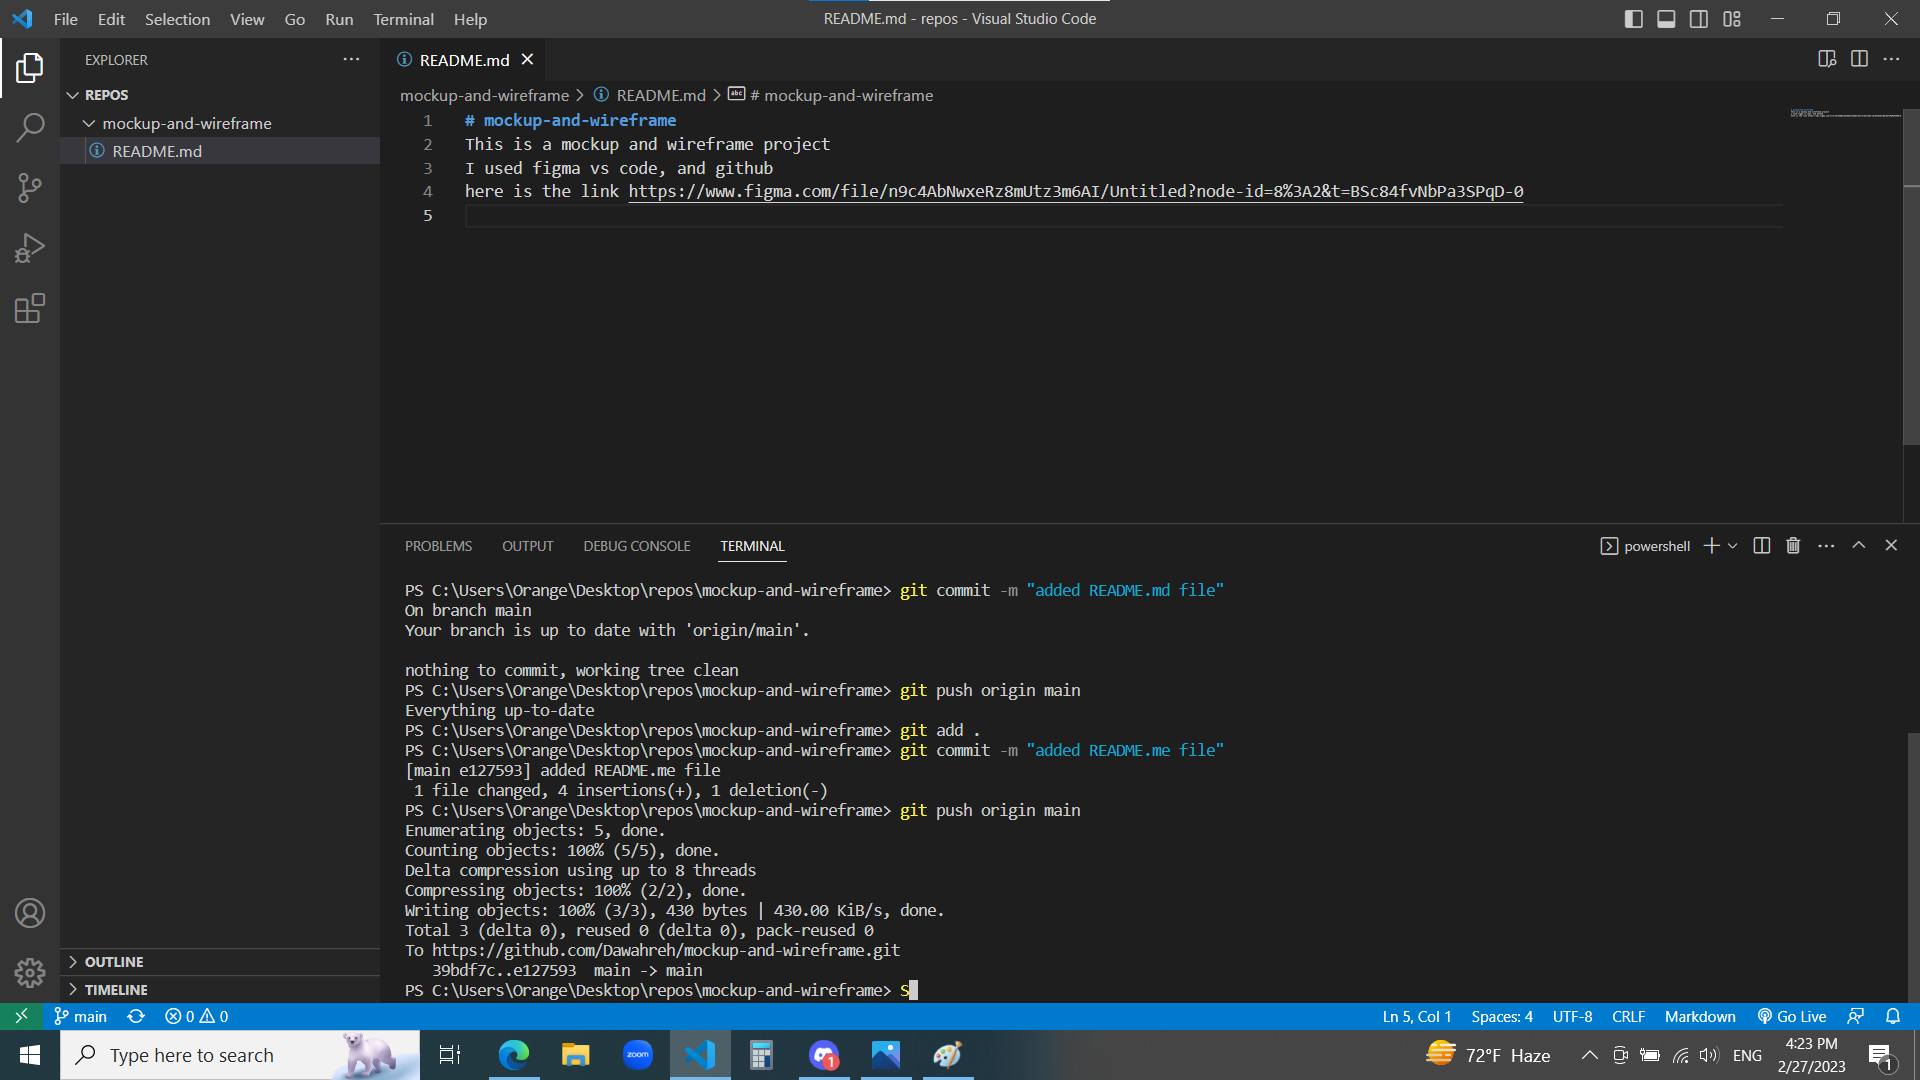 File Edit Selection View Go Run Terminal Help
README.md - repos - Visual Studio Code
EXPLORER
REPOS
mockup-and-wireframe
README.md
README.md
mockup-and-wireframe > README.md > # mockup-and-wireframe
1 # mockup-and-wireframe
2 This is a mockup and wireframe project
3 I used figma vs code, and github
4 here is the link https://www.figma.com/file/n9c4AbNwxeRz8mUtz3m6AI/Untitled?node-id=8%3A2&t=BSc84fvNbPa3SPqD-0
5
PROBLEMS OUTPUT DEBUG CONSOLE TERMINAL
powershell
PS C:\Users\Orange\Desktop\repos\mockup-and-wireframe> git commit -m "added README.md file"
On branch main
Your branch is up to date with 'origin/main'.
nothing to commit, working tree clean
PS C:\Users\Orange\Desktop\repos\mockup-and-wireframe> git push origin main
Everything up-to-date
PS C:\Users\Orange\Desktop\repos\mockup-and-wireframe> git add .
PS C:\Users\Orange\Desktop\repos\mockup-and-wireframe> git commit -m "added README.me file"
[main e127593] added README.me file
1 file changed, 4 insertions(+), 1 deletion(-)
PS C:\Users\Orange\Desktop\repos\mockup-and-wireframe> git push origin main
Enumerating objects: 5, done.
Counting objects: 100% (5/5), done.
Delta compression using up to 8 threads
Compressing objects: 100% (2/2), done.
Writing objects: 100% (3/3), 430 bytes | 430.00 KiB/s, done.
Total 3 (delta 0), reused 0 (delta 0), pack-reused 0
To https://github.com/Dawahreh/mockup-and-wireframe.git
39bdf7c..e127593 main -> main
PS C:\Users\Orange\Desktop\repos\mockup-and-wireframe> S
OUTLINE
TIMELINE
main 0 0
Ln 5, Col 1 Spaces: 4 UTF-8 CRLF Markdown Go Live
Type here to search
zoom
1
72°F Haze
ENG
4:23 PM
2/27/2023
1